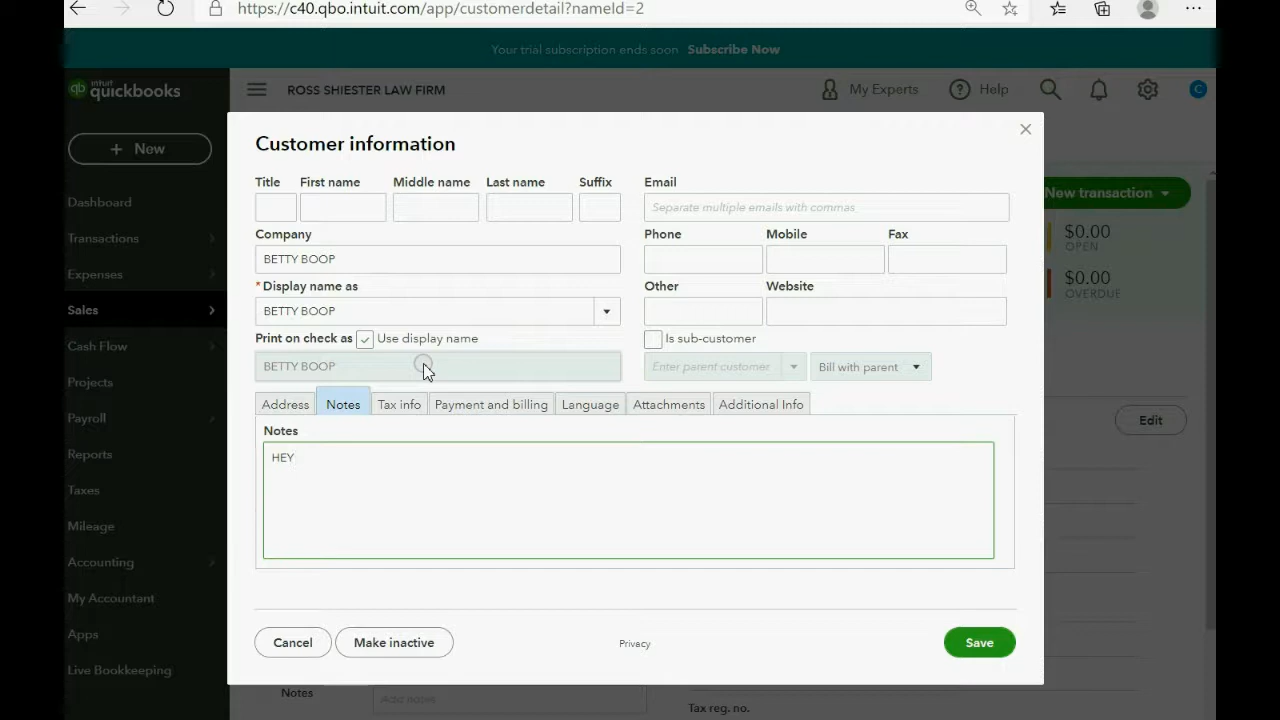 https://c40.qbo.intuit.com/app/customerdetail?nameId=2
Your trial subscription ends soon Subscribe Now
intuit quickbooks
ROSS SHIESTER LAW FIRM
My Experts
Help
C
+ New
Dashboard
Transactions
Expenses
Sales
Cash Flow
Projects
Payroll
Reports
Taxes
Mileage
Accounting
My Accountant
Apps
Live Bookkeeping
New transaction
$0.00
OPEN
$0.00
OVERDUE
Edit
Customer information
Title First name Middle name Last name Suffix
Company
BETTY BOOP
* Display name as
BETTY BOOP
Print on check as Use display name
BETTY BOOP
Email
Separate multiple emails with commas
Phone Mobile Fax
Other Website
Is sub-customer
Enter parent customer Bill with parent
Address Notes Tax info Payment and billing Language Attachments Additional Info
Notes
HEY
Cancel Make inactive Privacy Save
Notes Add notes
Tax reg. no.